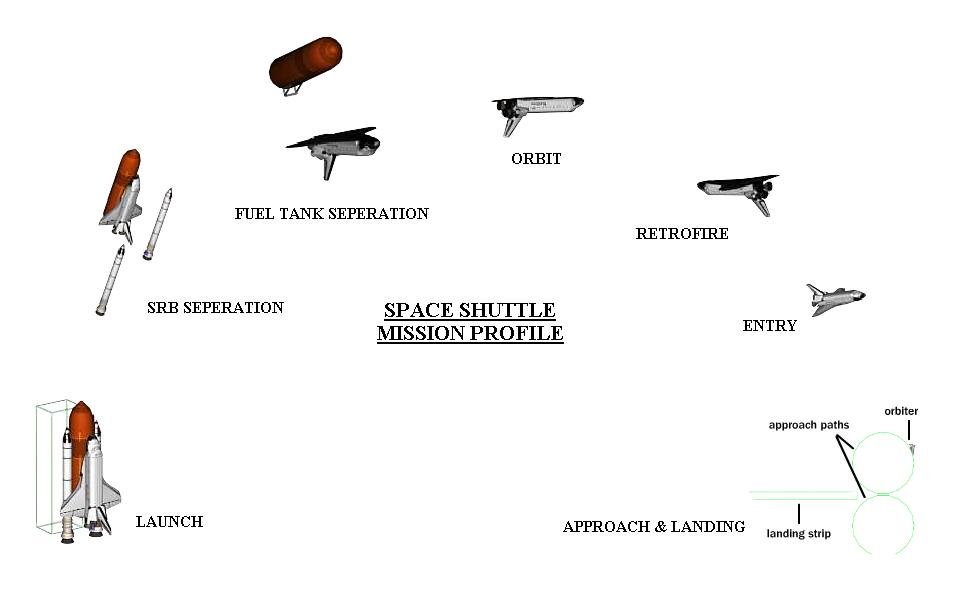 ORBIT
FUEL TANK SEPERATION
RETROFIRE
SRB SEPERATION
SPACE SHUTTLE
MISSION PROFILE
ENTRY
orbiter
approach paths
LAUNCH
APPROACH & LANDING
landing strip